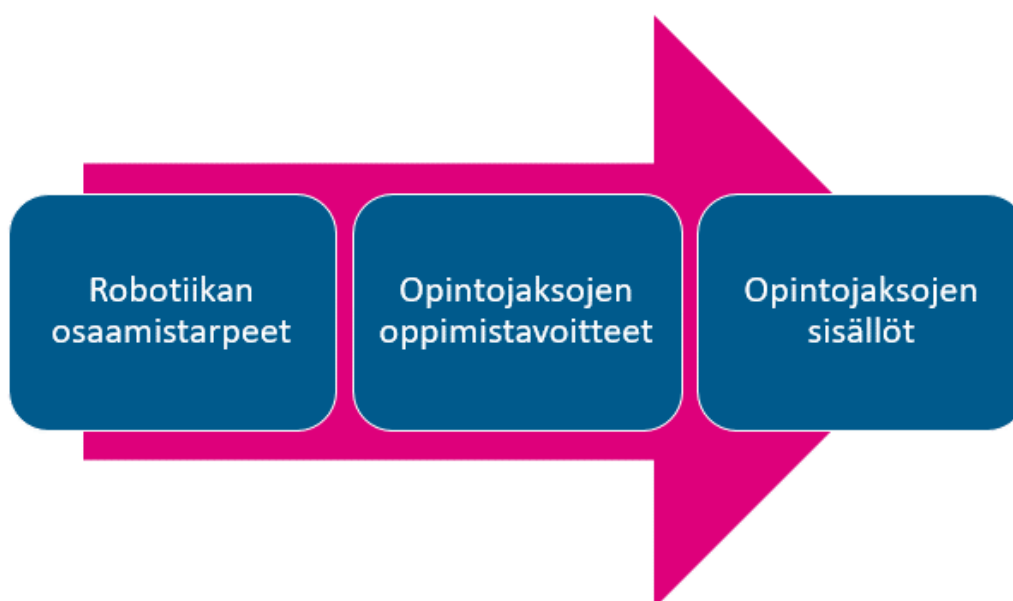 Robotiikan
osaamistarpeet
Opintojaksojen
oppimistavoitteet
Opintojaksojen
sisällöt